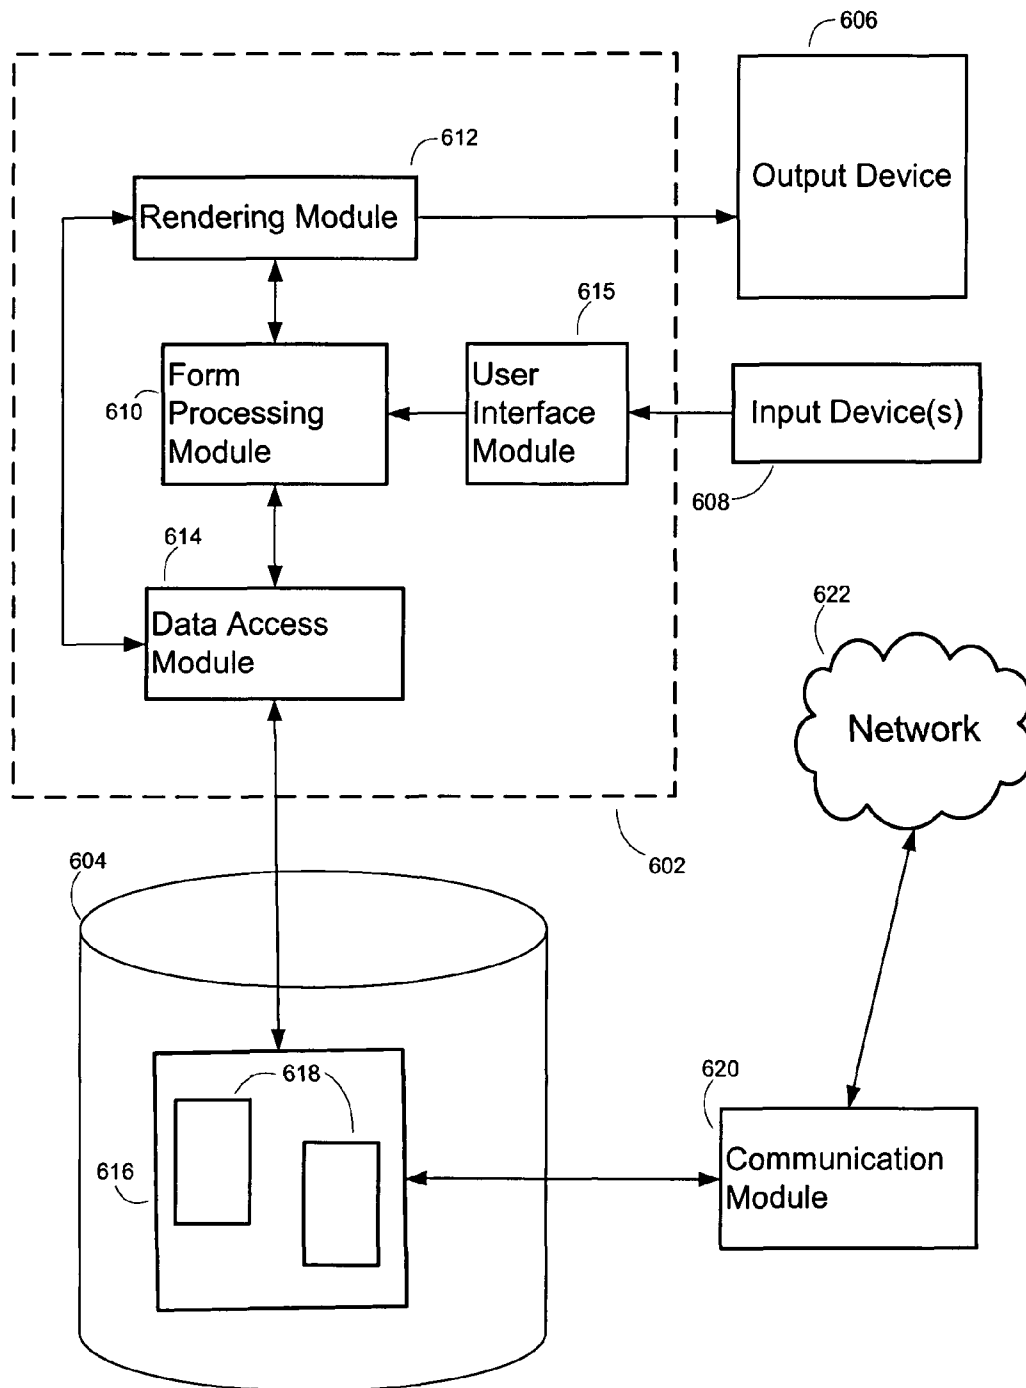 606
Output Device
612
Rendering Module
615
User
Interface
Module
Form
Processing
Module
610
Input Device(s)
608
614
Data Access
Module
622
Network
602
604
618
616
620
Communication
Module